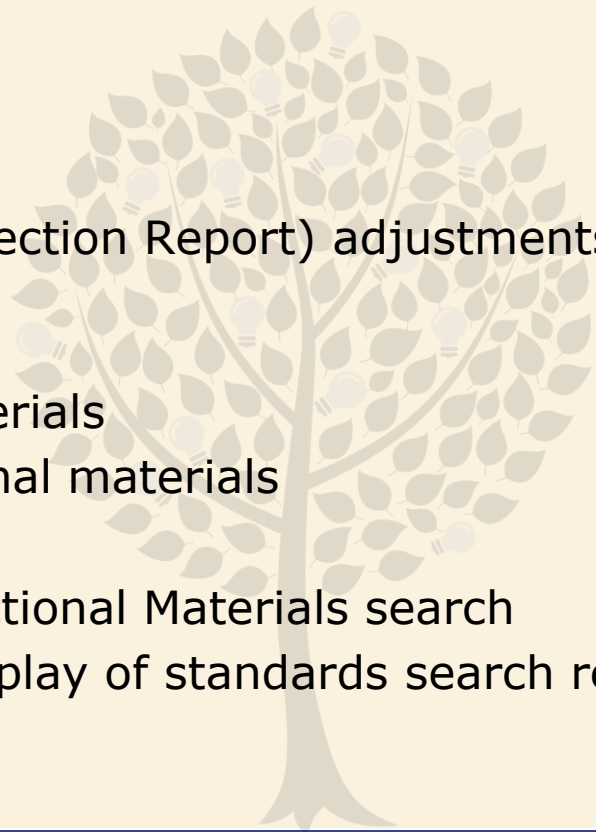 ection Report) adjustments
erials
nal materials
tional Materials search
play of standards search re